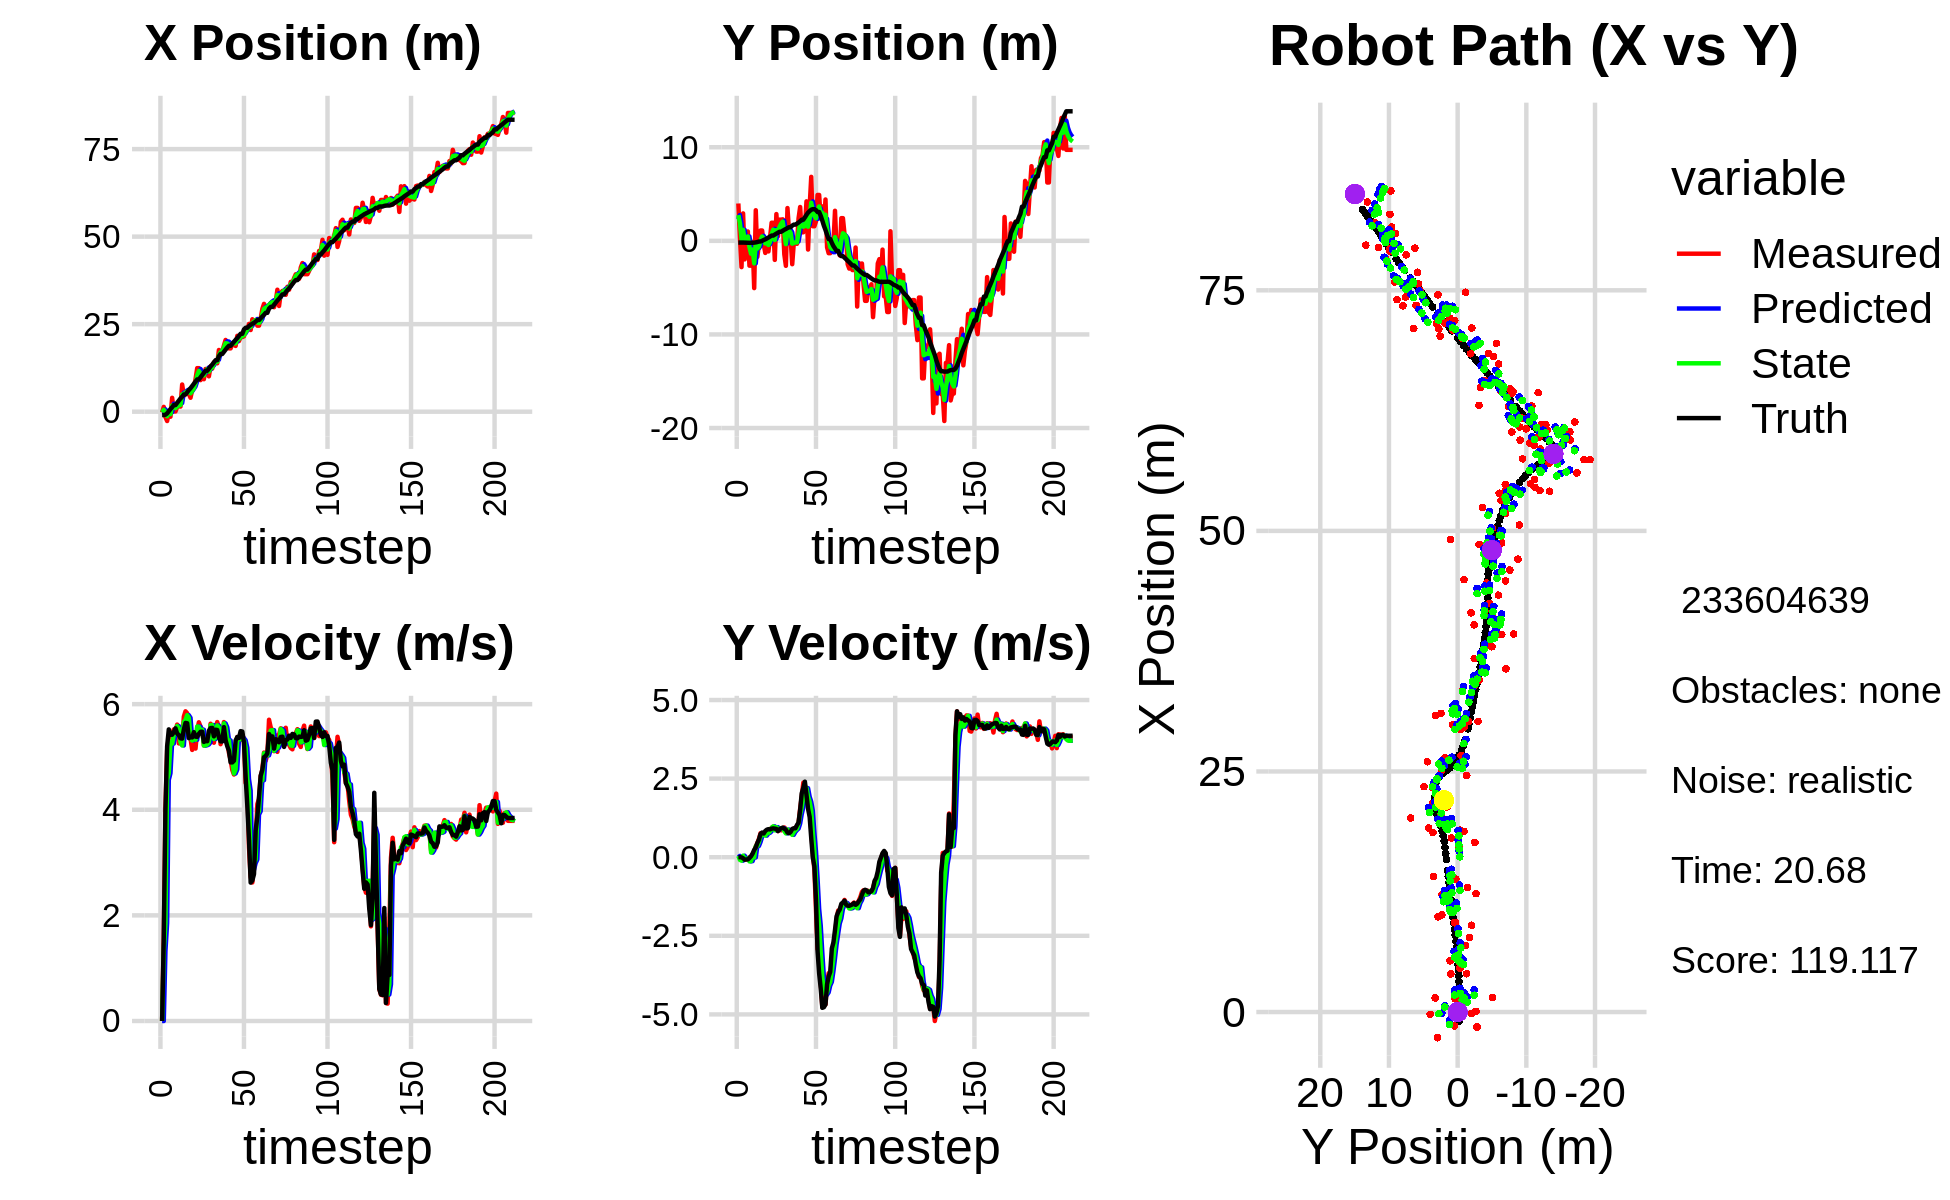 X Position (m)
75
50
25
0
0
50
100
150
200
timestep
Y Position (m)
10
0
-10
-20
0
50
100
150
200
timestep
X Velocity (m/s)
6
4
2
0
0
50
100
150
200
timestep
Y Velocity (m/s)
5.0
2.5
0.0
-2.5
-5.0
0
50
100
150
200
timestep
Robot Path (X vs Y)
X Position (m)
75
50
25
0
20 10 0 -10 -20
Y Position (m)
variable
Measured
Predicted
State
Truth
233604639
Obstacles: none
Noise: realistic
Time: 20.68
Score: 119.117